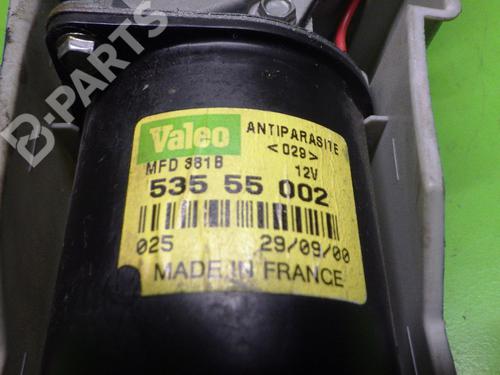 B-PARTS
Valeo
ANTIPARASITE
<029>
MFD 381B
12V
535 55 002
025
29/09/00
MADE IN FRANCE